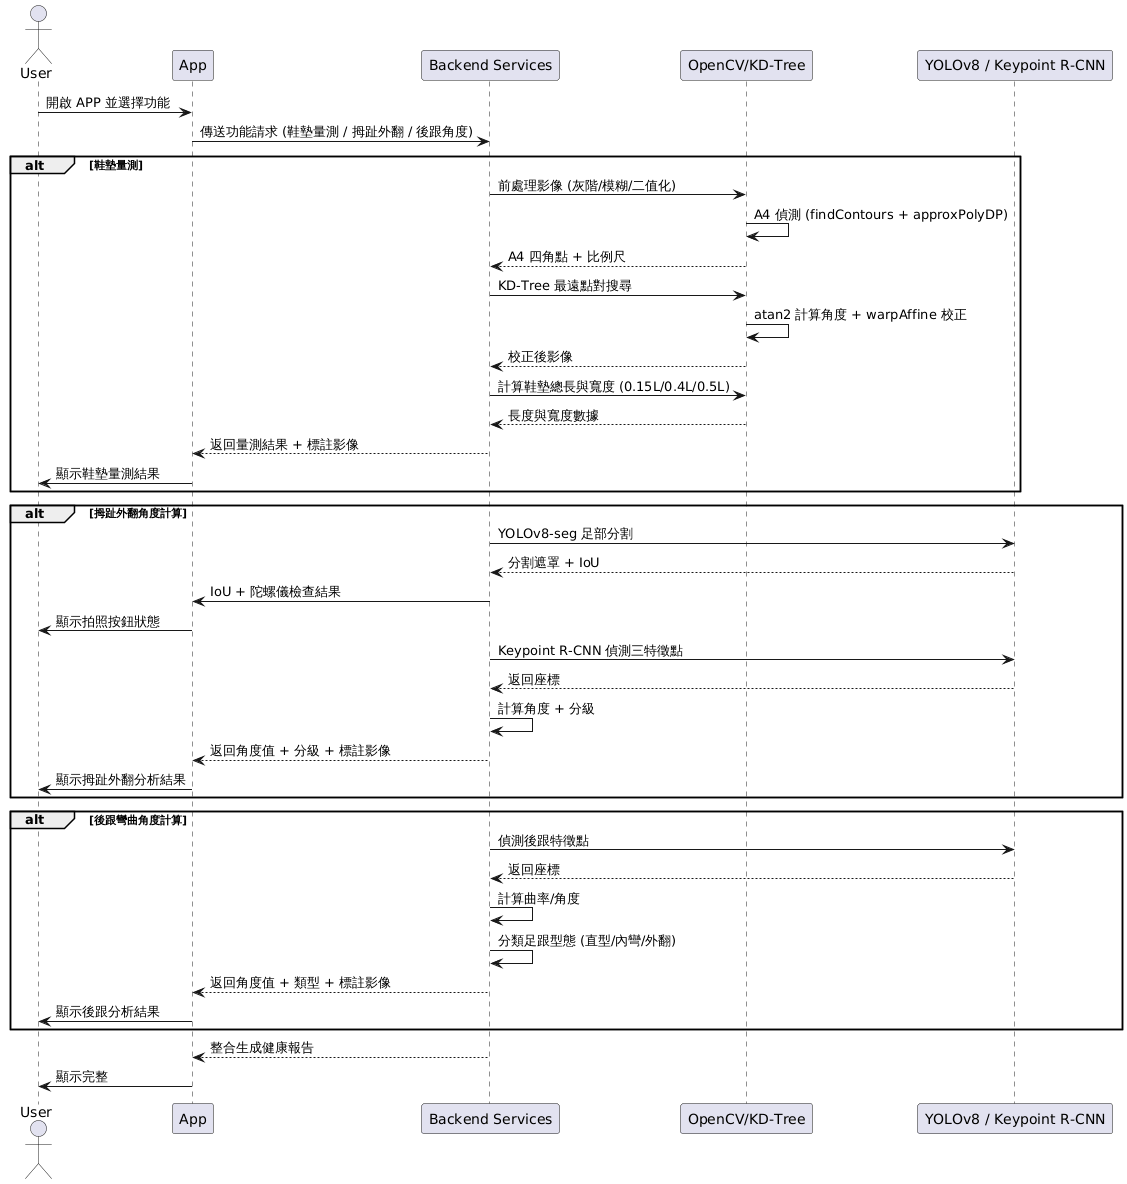 User
App
Backend Services
OpenCV/KD-Tree
YOLOv8 / Keypoint R-CNN
開啟 APP 並選擇功能
傳送功能請求 (鞋墊量測 / 拇趾外翻 / 後跟角度)
alt [鞋墊量測]
前處理影像 (灰階/模糊/二值化)
A4 偵測 (findContours + approxPolyDP)
A4 四角點 + 比例尺
KD-Tree 最遠點對搜尋
atan2 計算角度 + warpAffine 校正
校正後影像
計算鞋墊總長與寬度 (0.15L/0.4L/0.5L)
長度與寬度數據
返回量測結果 + 標註影像
顯示鞋墊量測結果
alt [拇趾外翻角度計算]
YOLOv8-seg 足部分割
分割遮罩 + IoU
IoU + 陀螺儀檢查結果
顯示拍照按鈕狀態
Keypoint R-CNN 偵測三特徵點
返回座標
計算角度 + 分級
返回角度值 + 分級 + 標註影像
顯示拇趾外翻分析結果
alt [後跟彎曲角度計算]
偵測後跟特徵點
返回座標
計算曲率/角度
分類足跟型態 (直型/內彎/外翻)
返回角度值 + 類型 + 標註影像
顯示後跟分析結果
整合生成健康報告
顯示完整
User
App
Backend Services
OpenCV/KD-Tree
YOLOv8 / Keypoint R-CNN